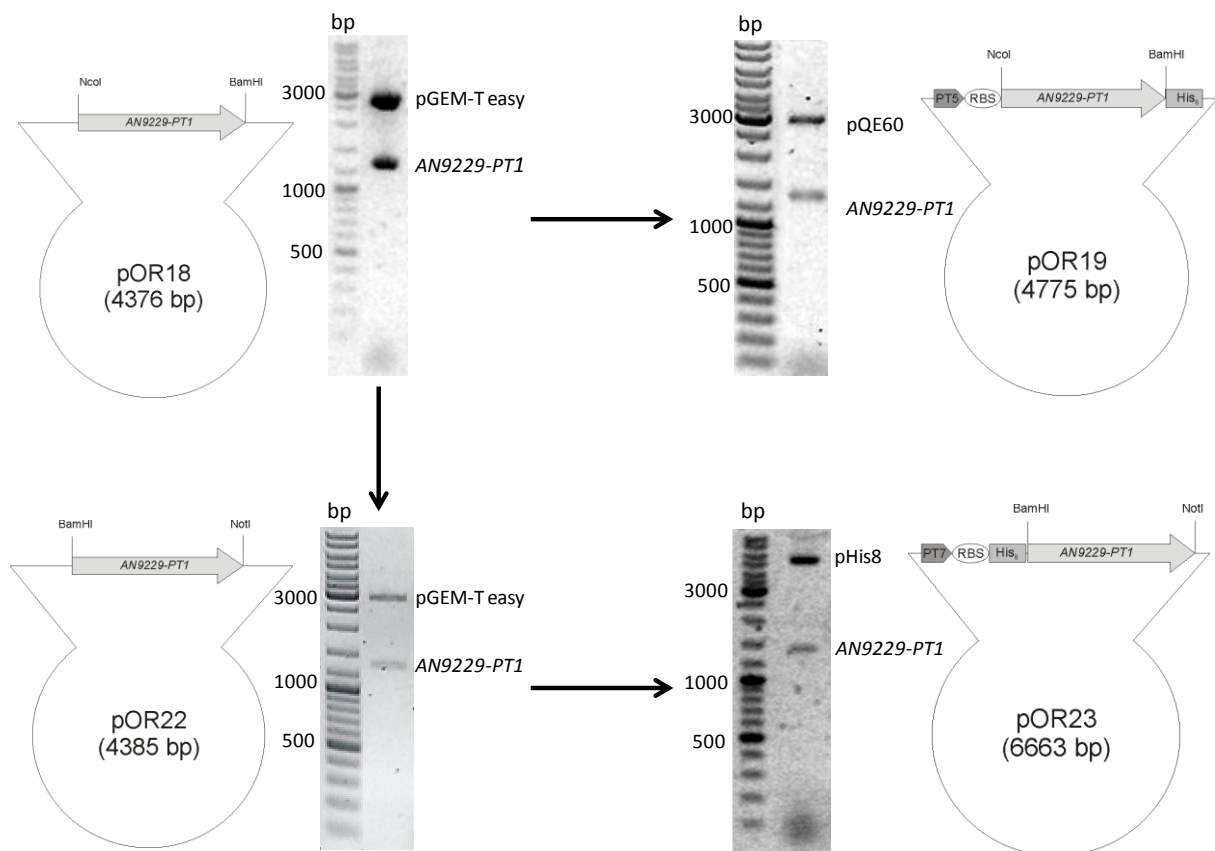 bp
NcoI
BamHI
AN9229-PT1
3000
1000
500
pGEM-T easy
AN9229-PT1
pOR18
(4376 bp)
bp
3000
1000
500
pQE60
AN9229-PT1
NcoI
BamHI
PT5
RBS
AN9229-PT1
His₆
pOR19
(4775 bp)
BamHI
NotI
AN9229-PT1
pOR22
(4385 bp)
bp
3000
1000
500
pGEM-T easy
AN9229-PT1
bp
3000
1000
500
pHis8
AN9229-PT1
BamHI
NotI
PT7
RBS
His₈
AN9229-PT1
pOR23
(6663 bp)